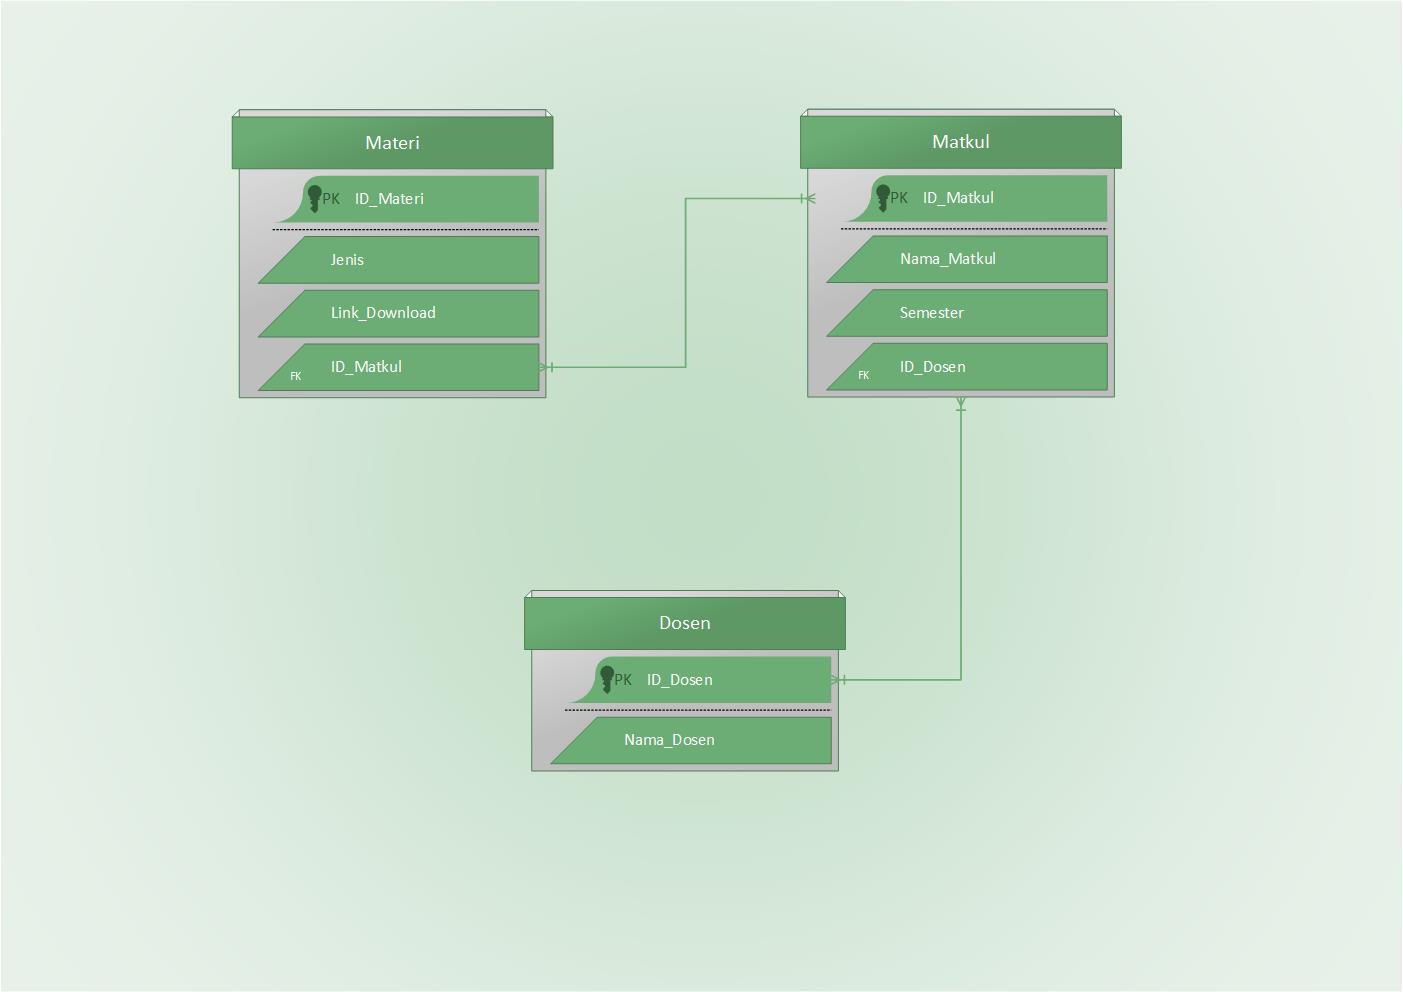 Materi
PK ID_Materi
Jenis
Link_Download
FK ID_Matkul
Matkul
PK ID_Matkul
Nama_Matkul
Semester
FK ID_Dosen
Dosen
PK ID_Dosen
Nama_Dosen